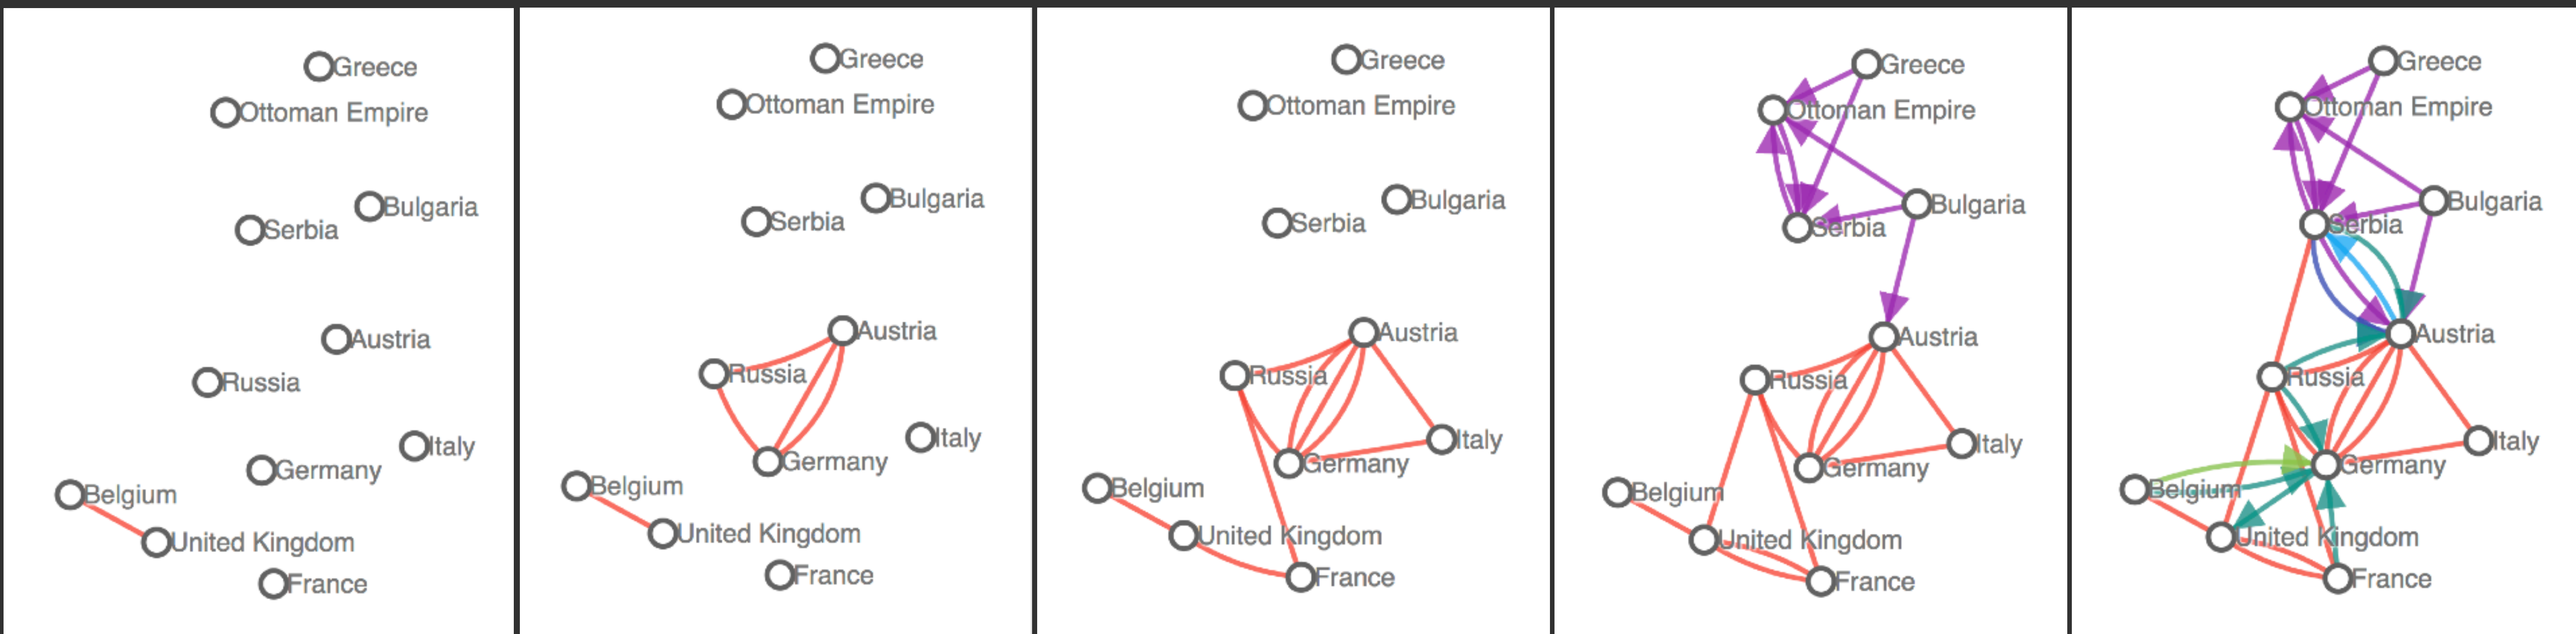 Greece
Ottoman Empire
Bulgaria
Serbia
Austria
Russia
Italy
Germany
Belgium
United Kingdom
France
Greece
Ottoman Empire
Bulgaria
Serbia
Austria
Russia
Italy
Germany
Belgium
United Kingdom
France
Greece
Ottoman Empire
Bulgaria
Serbia
Austria
Russia
Italy
Germany
Belgium
United Kingdom
France
Greece
Ottoman Empire
Bulgaria
Serbia
Austria
Russia
Italy
Germany
Belgium
United Kingdom
France
Greece
Ottoman Empire
Bulgaria
Serbia
Austria
Russia
Italy
Germany
Belgium
United Kingdom
France